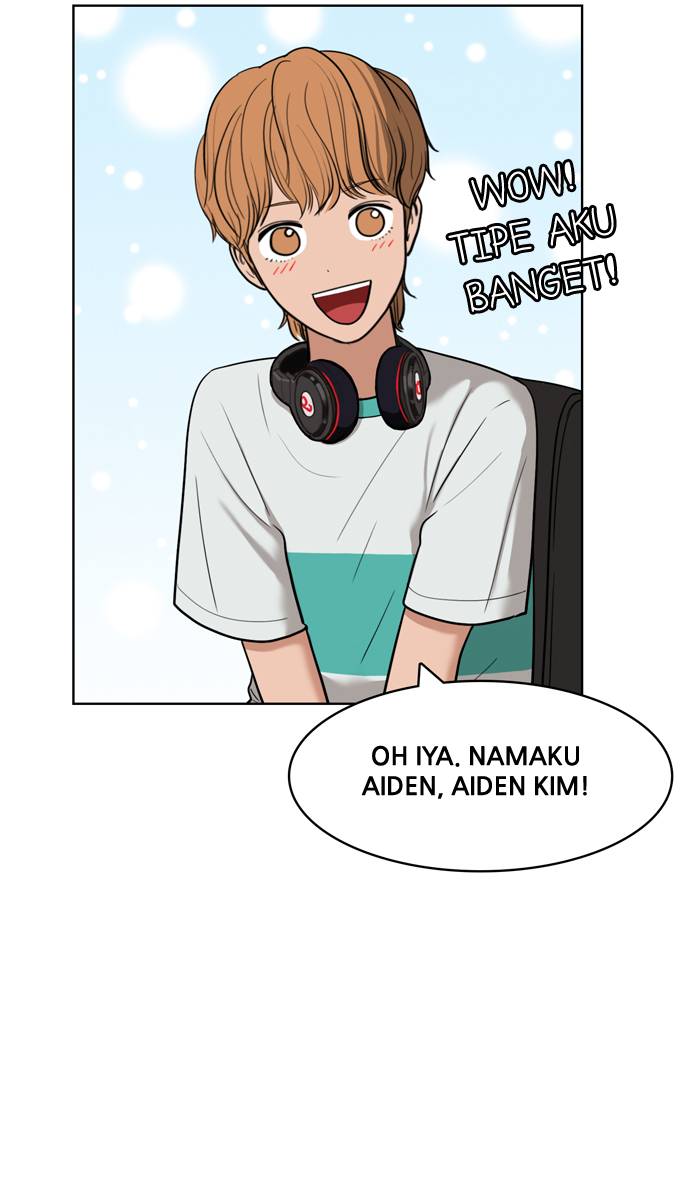 WOW!
TIPE AKU
BANGET!
OH IYA. NAMAKU
AIDEN, AIDEN KIM!